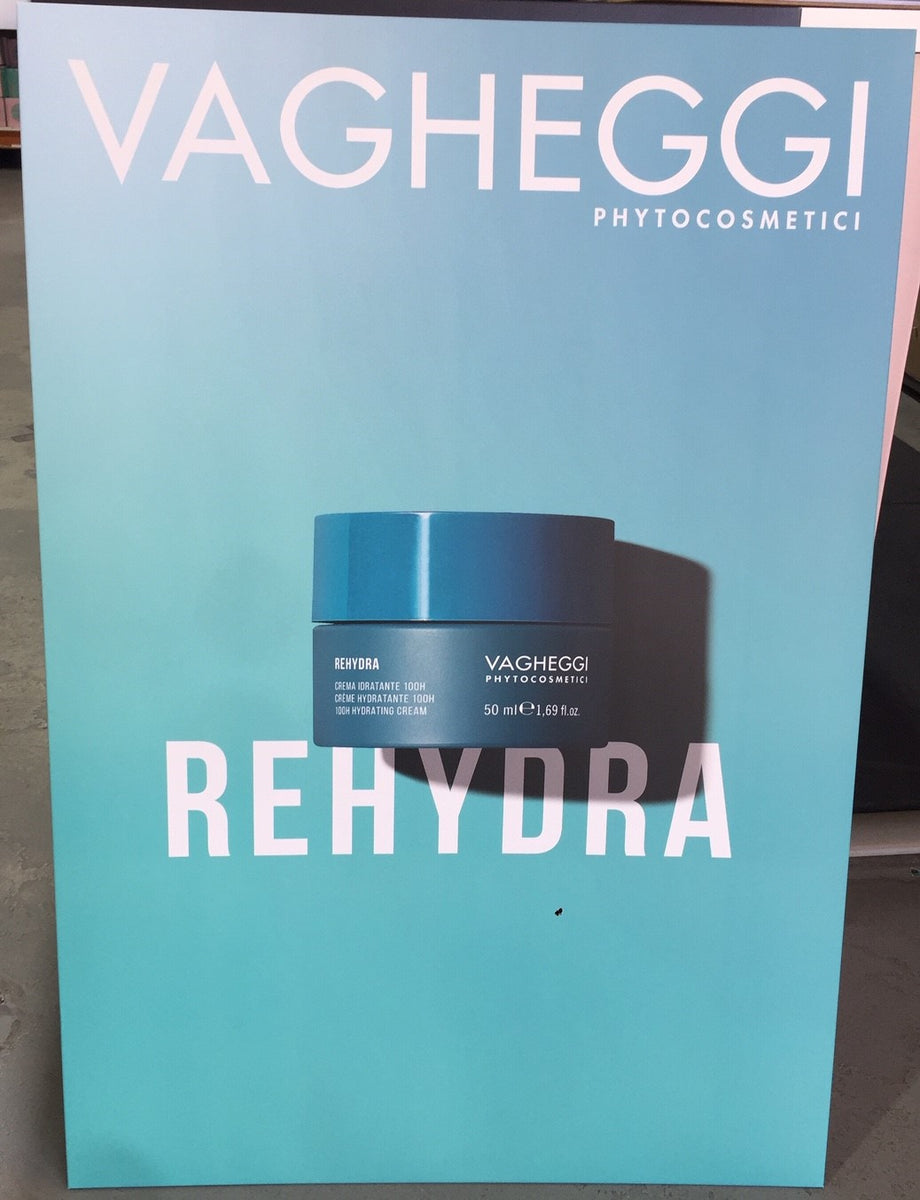 VAGHEGGI
PHYTOCOSMETICI
REHYDRA
CREMA IDRATANTE 100H
CRÈME HYDRATANTE 100H
100H HYDRATING CREAM
VAGHEGGI
PHYTOCOSMETICI
50 ml ℮ 1,69 fl.oz.
REHYDRA